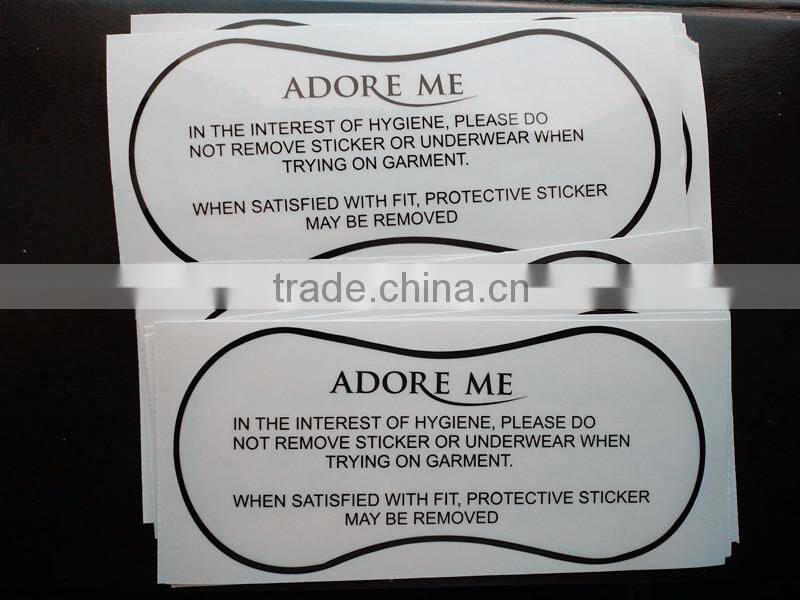 ADORE ME
IN THE INTEREST OF HYGIENE, PLEASE DO
NOT REMOVE STICKER OR UNDERWEAR WHEN
TRYING ON GARMENT.
WHEN SATISFIED WITH FIT, PROTECTIVE STICKER
MAY BE REMOVED
trade.china.cn
ADORE ME
IN THE INTEREST OF HYGIENE, PLEASE DO
NOT REMOVE STICKER OR UNDERWEAR WHEN
TRYING ON GARMENT.
WHEN SATISFIED WITH FIT, PROTECTIVE STICKER
MAY BE REMOVED